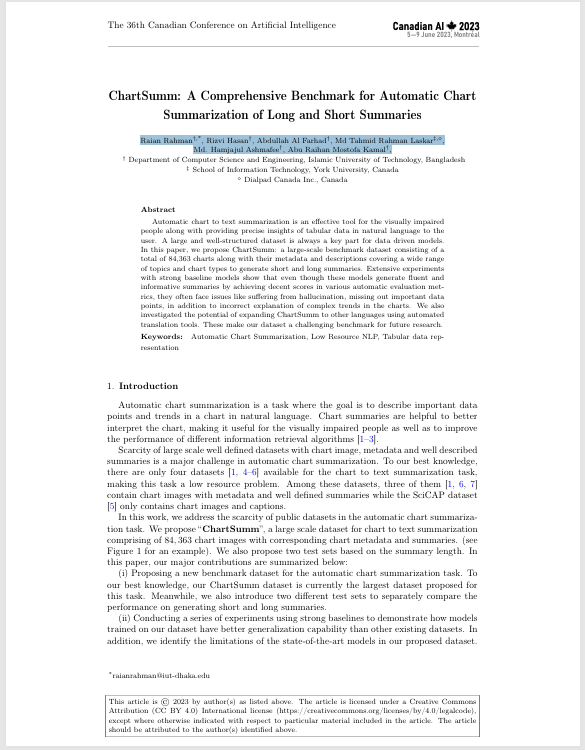 The 36th Canadian Conference on Artificial Intelligence
Canadian AI 2023
5–9 June 2023, Montréal
ChartSumm: A Comprehensive Benchmark for Automatic Chart
Summarization of Long and Short Summaries
Raian Rahman†,*, Rizvi Hasan†, Abdullah Al Farhad†, Md Tahmid Rahman Laskar‡,⋄,
Md. Hamjajul Ashmafee†, Abu Raihan Mostofa Kamal†,
† Department of Computer Science and Engineering, Islamic University of Technology, Bangladesh
‡ School of Information Technology, York University, Canada
⋄ Dialpad Canada Inc., Canada
Abstract
Automatic chart to text summarization is an effective tool for the visually impaired
people along with providing precise insights of tabular data in natural language to the
user. A large and well-structured dataset is always a key part for data driven models.
In this paper, we propose ChartSumm: a large-scale benchmark dataset consisting of a
total of 84,363 charts along with their metadata and descriptions covering a wide range
of topics and chart types to generate short and long summaries. Extensive experiments
with strong baseline models show that even though these models generate fluent and
informative summaries by achieving decent scores in various automatic evaluation met-
rics, they often face issues like suffering from hallucination, missing out important data
points, in addition to incorrect explanation of complex trends in the charts. We also
investigated the potential of expanding ChartSumm to other languages using automated
translation tools. These make our dataset a challenging benchmark for future research.
Keywords: Automatic Chart Summarization, Low Resource NLP, Tabular data rep-
resentation
1. Introduction
Automatic chart summarization is a task where the goal is to describe important data
points and trends in a chart in natural language. Chart summaries are helpful to better
interpret the chart, making it useful for the visually impaired people as well as to improve
the performance of different information retrieval algorithms [1–3].
Scarcity of large scale well defined datasets with chart image, metadata and well described
summaries is a major challenge in automatic chart summarization. To our best knowledge,
there are only four datasets [1, 4–6] available for the chart to text summarization task,
making this task a low resource problem. Among these datasets, three of them [1, 6, 7]
contain chart images with metadata and well defined summaries while the SciCAP dataset
[5] only contains chart images and captions.
In this work, we address the scarcity of public datasets in the automatic chart summariza-
tion task. We propose “ChartSumm”, a large scale dataset for chart to text summarization
comprising of 84, 363 chart images with corresponding chart metadata and summaries. (see
Figure 1 for an example). We also propose two test sets based on the summary length. In
this paper, our major contributions are summarized below:
(i) Proposing a new benchmark dataset for the automatic chart summarization task. To
our best knowledge, our ChartSumm dataset is currently the largest dataset proposed for
this task. Meanwhile, we also introduce two different test sets to separately compare the
performance on generating short and long summaries.
(ii) Conducting a series of experiments using strong baselines to demonstrate how models
trained on our dataset have better generalization capability than other existing datasets. In
addition, we identify the limitations of the state-of-the-art models in our proposed dataset.
*raianrahman@iut-dhaka.edu
This article is © 2023 by author(s) as listed above. The article is licensed under a Creative Commons
Attribution (CC BY 4.0) International license (https://creativecommons.org/licenses/by/4.0/legalcode),
except where otherwise indicated with respect to particular material included in the article. The article
should be attributed to the author(s) identified above.